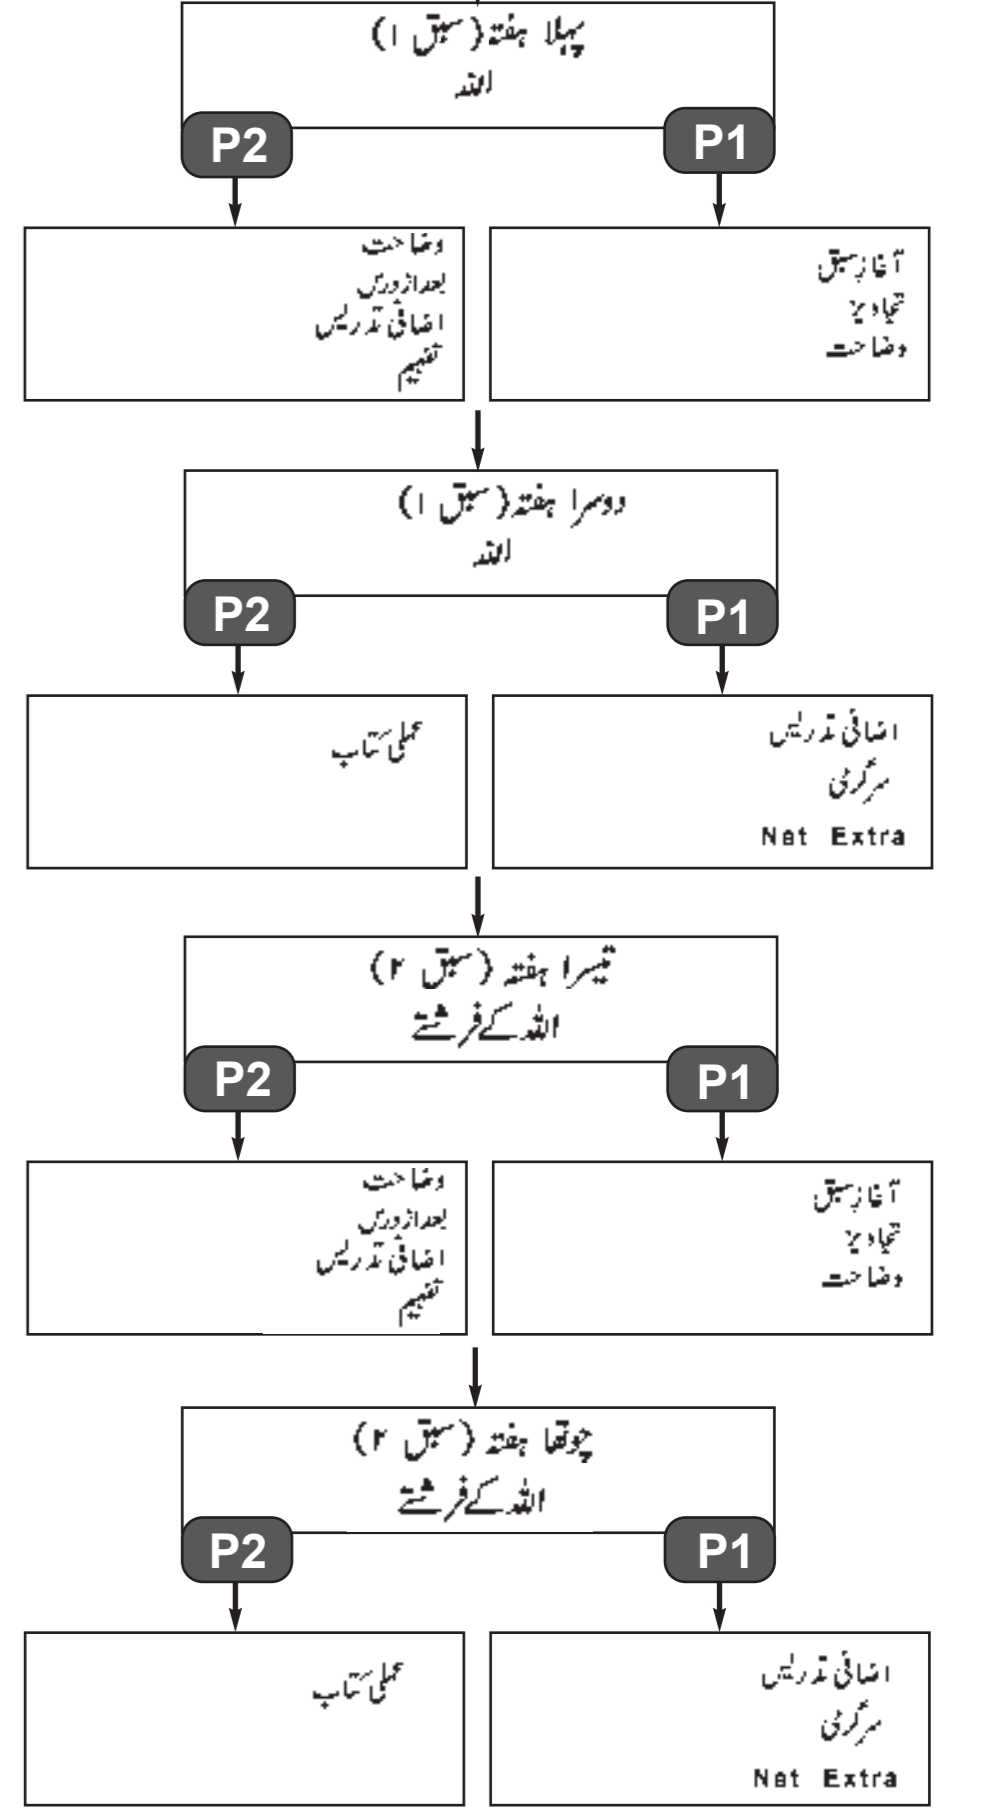 پہلا ہفتہ (سبق ۱)
اللہ
P1
P2
آغازِ سبق
تجاویز
وضاحت
وضاحت
بعد از درس
اضافی تدریس
تفہیم
دوسرا ہفتہ (سبق ۱)
اللہ
P1
P2
اضافی تدریس
سرگرمی
Net Extra
عملی کتاب
تیسرا ہفتہ (سبق ۲)
اللہ کے فرشتے
P1
P2
آغازِ سبق
تجاویز
وضاحت
وضاحت
بعد از درس
اضافی تدریس
تفہیم
چوتھا ہفتہ (سبق ۲)
اللہ کے فرشتے
P1
P2
اضافی تدریس
سرگرمی
Net Extra
عملی کتاب